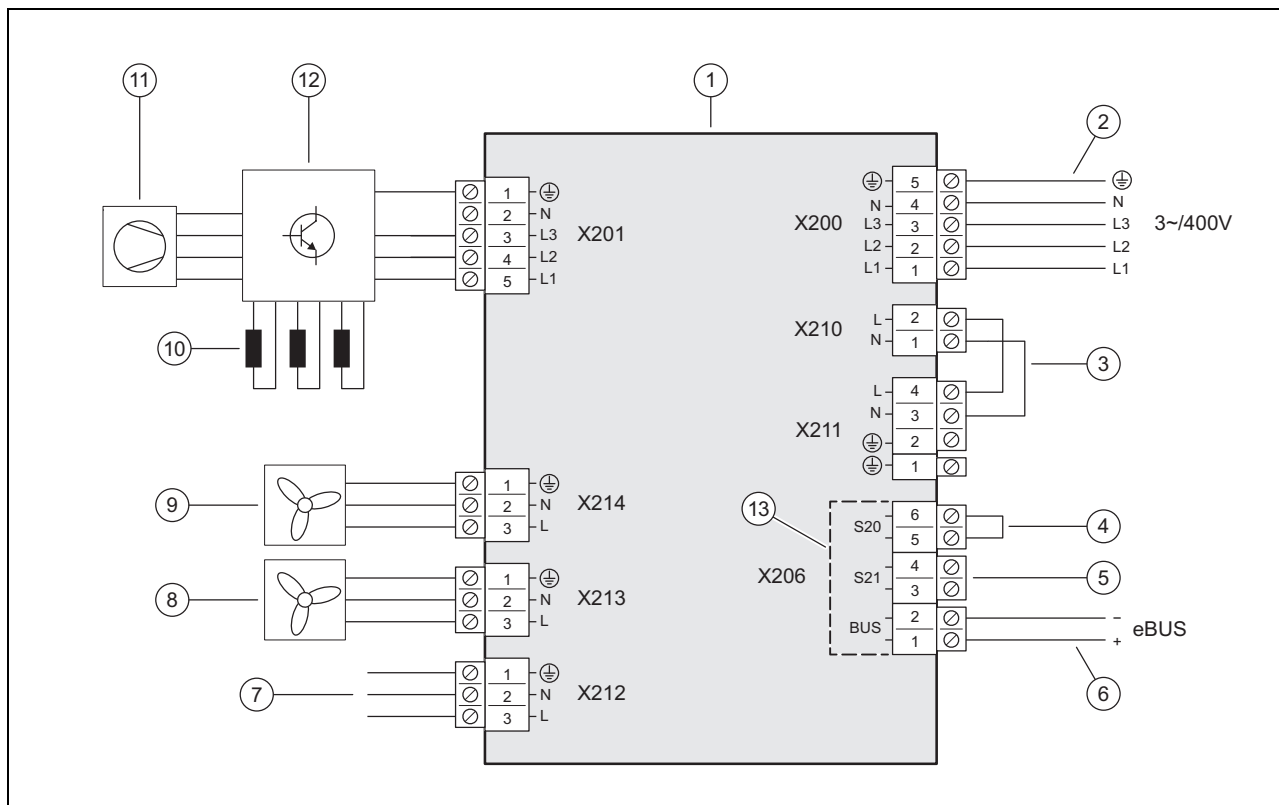 11
12
1
2
1
2 N
3 L3
4 L2
5 L1
X201
X200
5
N 4
L3 3
L2 2
L1 1
N
L3
L2
L1
3~/400V
10
X210
L 2
N 1
3
X211
L 4
N 3
2
1
9
1
2 N
3 L
X214
13
X206
S20
6
5
4
S21
4
3
5
BUS
2
1
–
+
eBUS
6
8
1
2 N
3 L
X213
7
1
2 N
3 L
X212